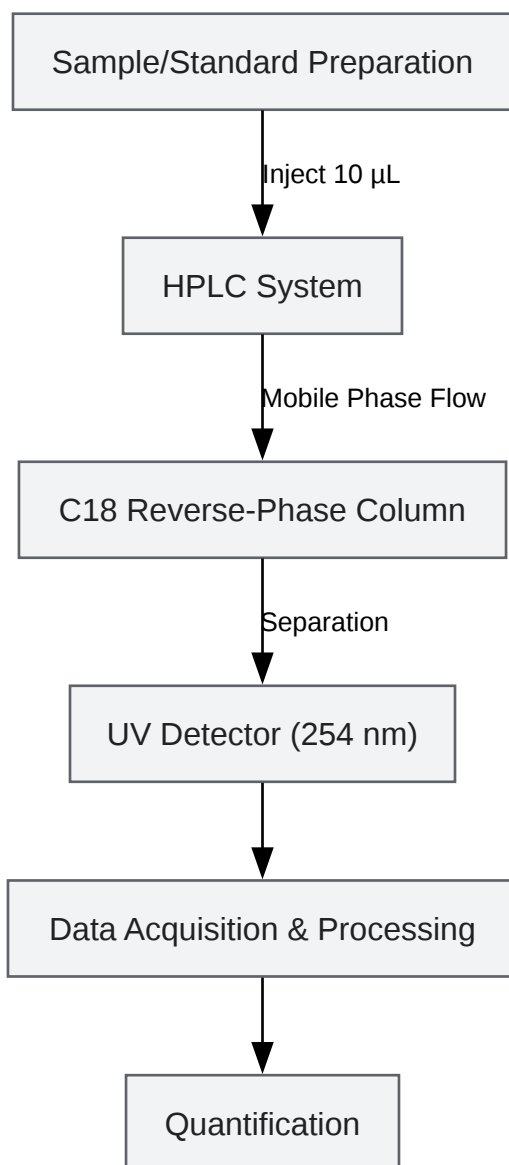 Sample/Standard Preparation
Inject 10 µL
HPLC System
Mobile Phase Flow
C18 Reverse-Phase Column
Separation
UV Detector (254 nm)
Data Acquisition & Processing
Quantification